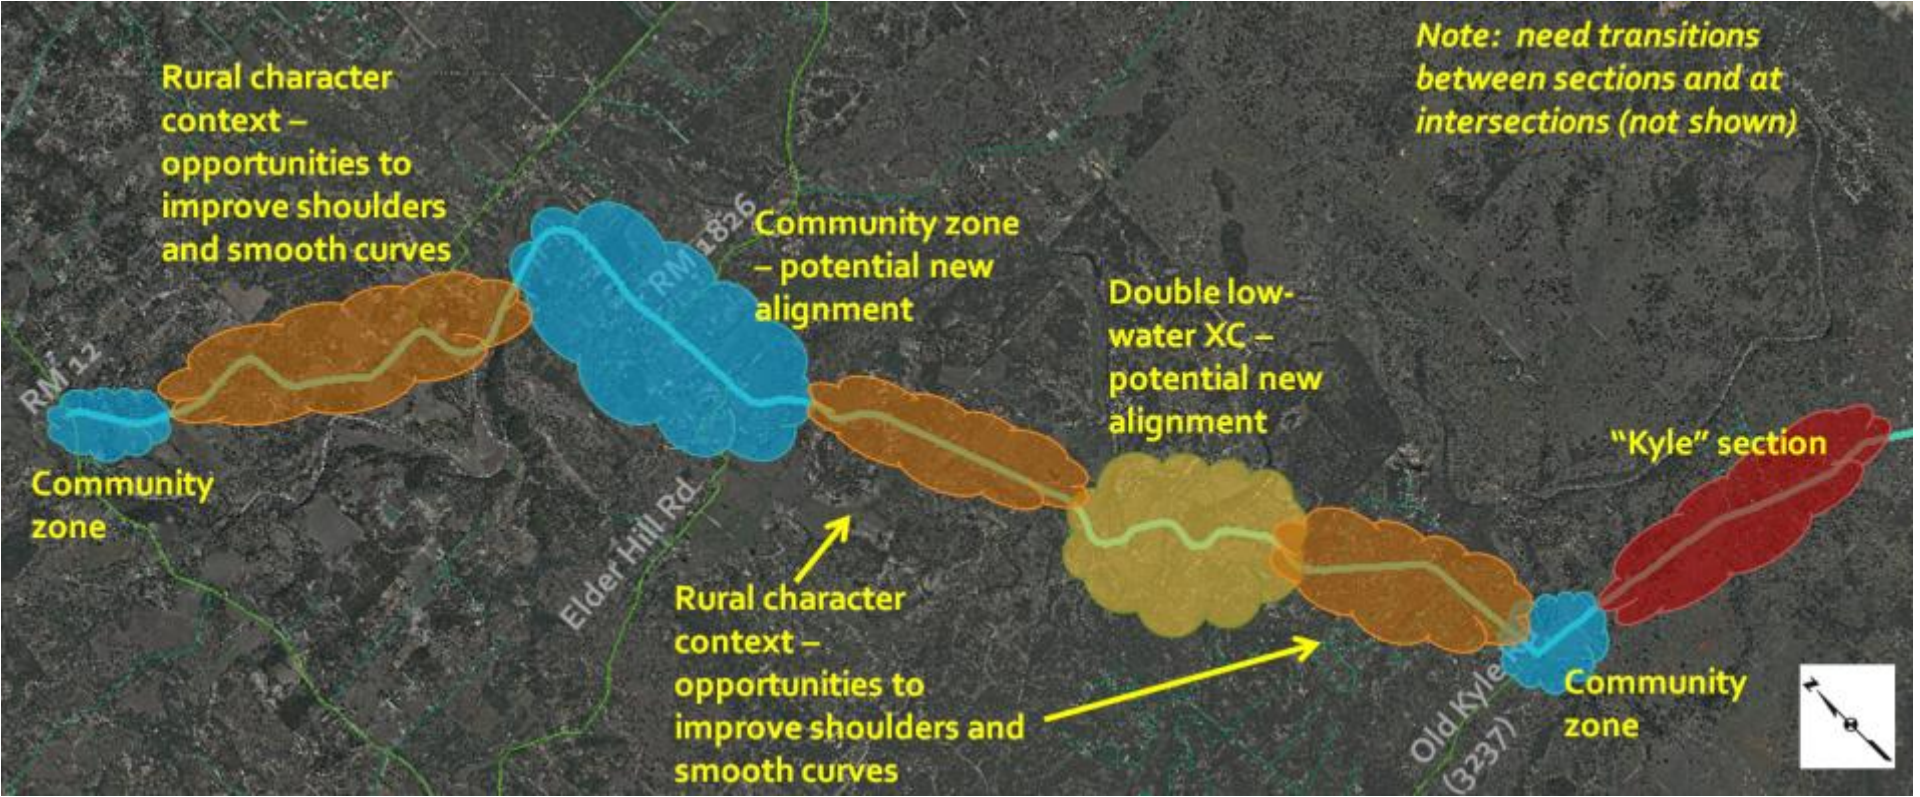 Note: need transitions
between sections and at
intersections (not shown)
Rural character
context –
opportunities to
improve shoulders
and smooth curves
RM 1826
Community zone
– potential new
alignment
Double low-
water XC –
potential new
alignment
RM 12
"Kyle" section
Community
zone
Elder Hill Rd
Rural character
context –
opportunities to
improve shoulders and
smooth curves
Old Kyle
(3237)
Community
zone
N